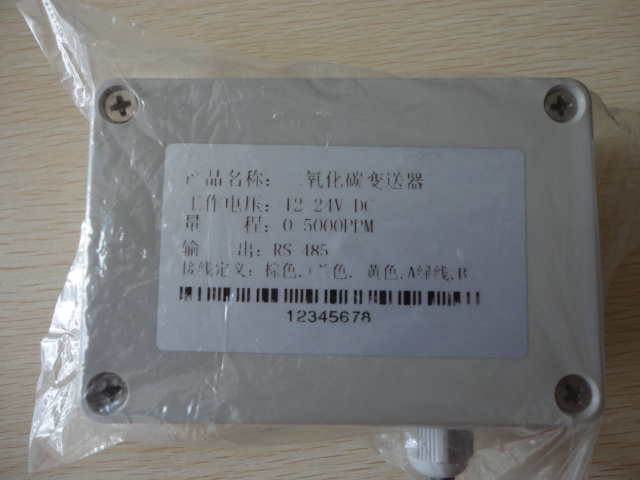 产品名称: 二氧化碳变送器
工作电压: 12-24V DC
量 程: 0-5000PPM
输 出: RS-485
接线定义: 棕色, 色, 黄色,A绿线,B
12345678